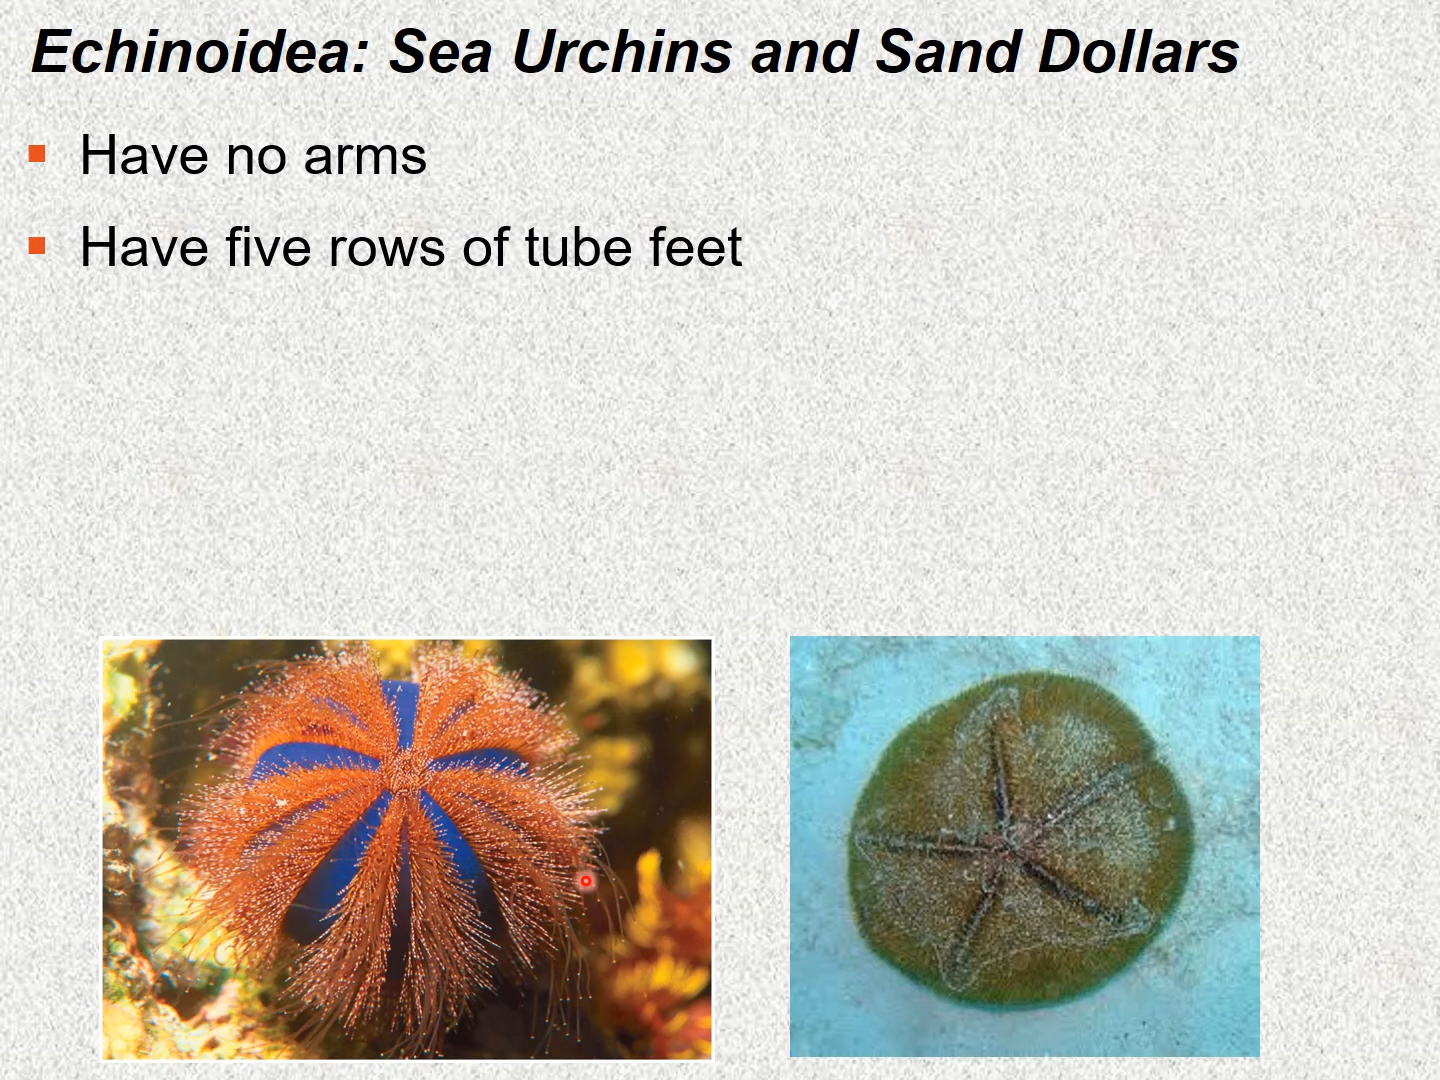 Echinoidea: Sea Urchins and Sand Dollars
Have no arms
Have five rows of tube feet